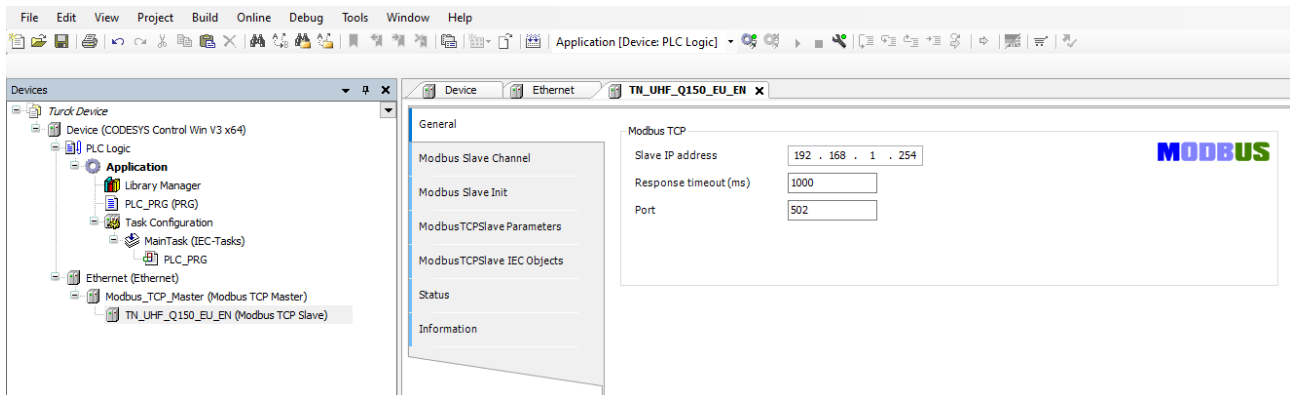 File Edit View Project Build Online Debug Tools Window Help
Application [Device: PLC Logic]
Devices
Device Ethernet TN_UHF_Q150_EU_EN
Turck Device
Device (CODESYS Control Win V3 x64)
PLC Logic
Application
Library Manager
PLC_PRG (PRG)
Task Configuration
MainTask (IEC-Tasks)
PLC_PRG
Ethernet (Ethernet)
Modbus_TCP_Master (Modbus TCP Master)
TN_UHF_Q150_EU_EN (Modbus TCP Slave)
General
Modbus Slave Channel
Modbus Slave Init
ModbusTCPSlave Parameters
ModbusTCPSlave IEC Objects
Status
Information
Modbus TCP
Slave IP address 192 . 168 . 1 . 254
Response timeout (ms) 1000
Port 502
MODBUS